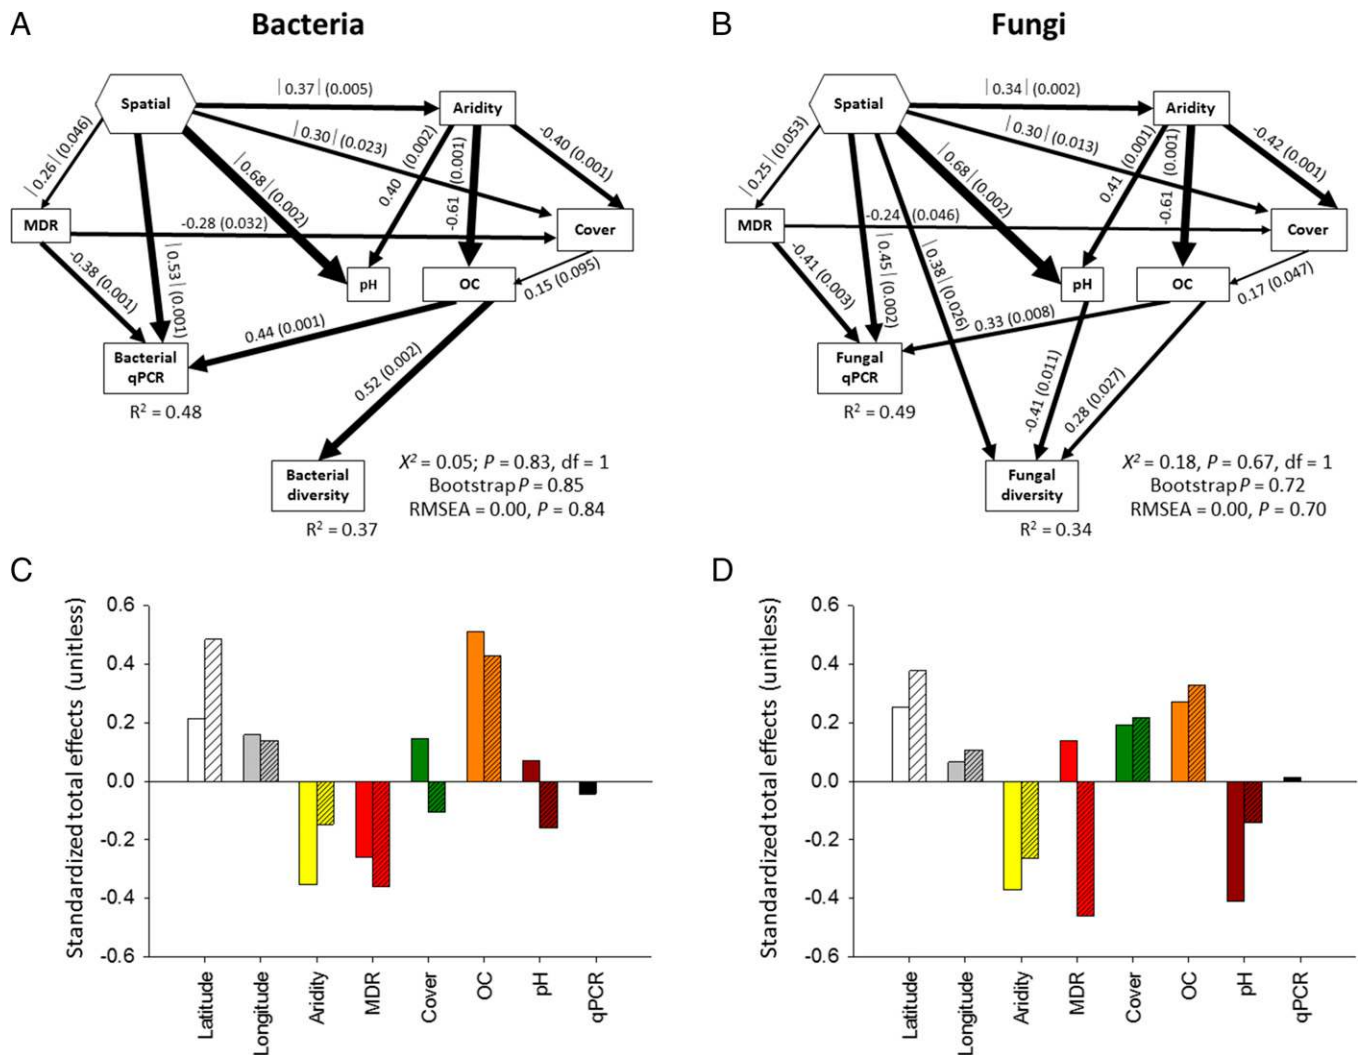 A
Bacteria
Spatial
Aridity
MDR
Cover
pH
OC
Bacterial
qPCR
R² = 0.48
Bacterial
diversity
R² = 0.37
| 0.37 | (0.005)
| 0.26 | (0.046)
| 0.30 | (0.023)
| 0.68 | (0.002)
| 0.53 | (0.001)
0.40 (0.002)
-0.61 (0.001)
-0.40 (0.001)
-0.28 (0.032)
-0.38 (0.001)
0.15 (0.095)
0.44 (0.001)
0.52 (0.002)
X² = 0.05; P = 0.83, df = 1
Bootstrap P = 0.85
RMSEA = 0.00, P = 0.84
B
Fungi
Spatial
Aridity
MDR
Cover
pH
OC
Fungal
qPCR
R² = 0.49
Fungal
diversity
R² = 0.34
| 0.34 | (0.002)
| 0.25 | (0.053)
| 0.30 | (0.013)
| 0.68 | (0.002)
| 0.45 | (0.002)
| 0.38 | (0.026)
0.41 (0.001)
-0.61 (0.001)
-0.42 (0.001)
-0.24 (0.046)
-0.41 (0.003)
0.17 (0.047)
0.33 (0.008)
-0.41 (0.011)
0.28 (0.027)
X² = 0.18, P = 0.67, df = 1
Bootstrap P = 0.72
RMSEA = 0.00, P = 0.70
C
Standardized total effects (unitless)
0.6
0.4
0.2
0.0
-0.2
-0.4
-0.6
Latitude
Longitude
Aridity
MDR
Cover
OC
pH
qPCR
D
Standardized total effects (unitless)
0.6
0.4
0.2
0.0
-0.2
-0.4
-0.6
Latitude
Longitude
Aridity
MDR
Cover
OC
pH
qPCR